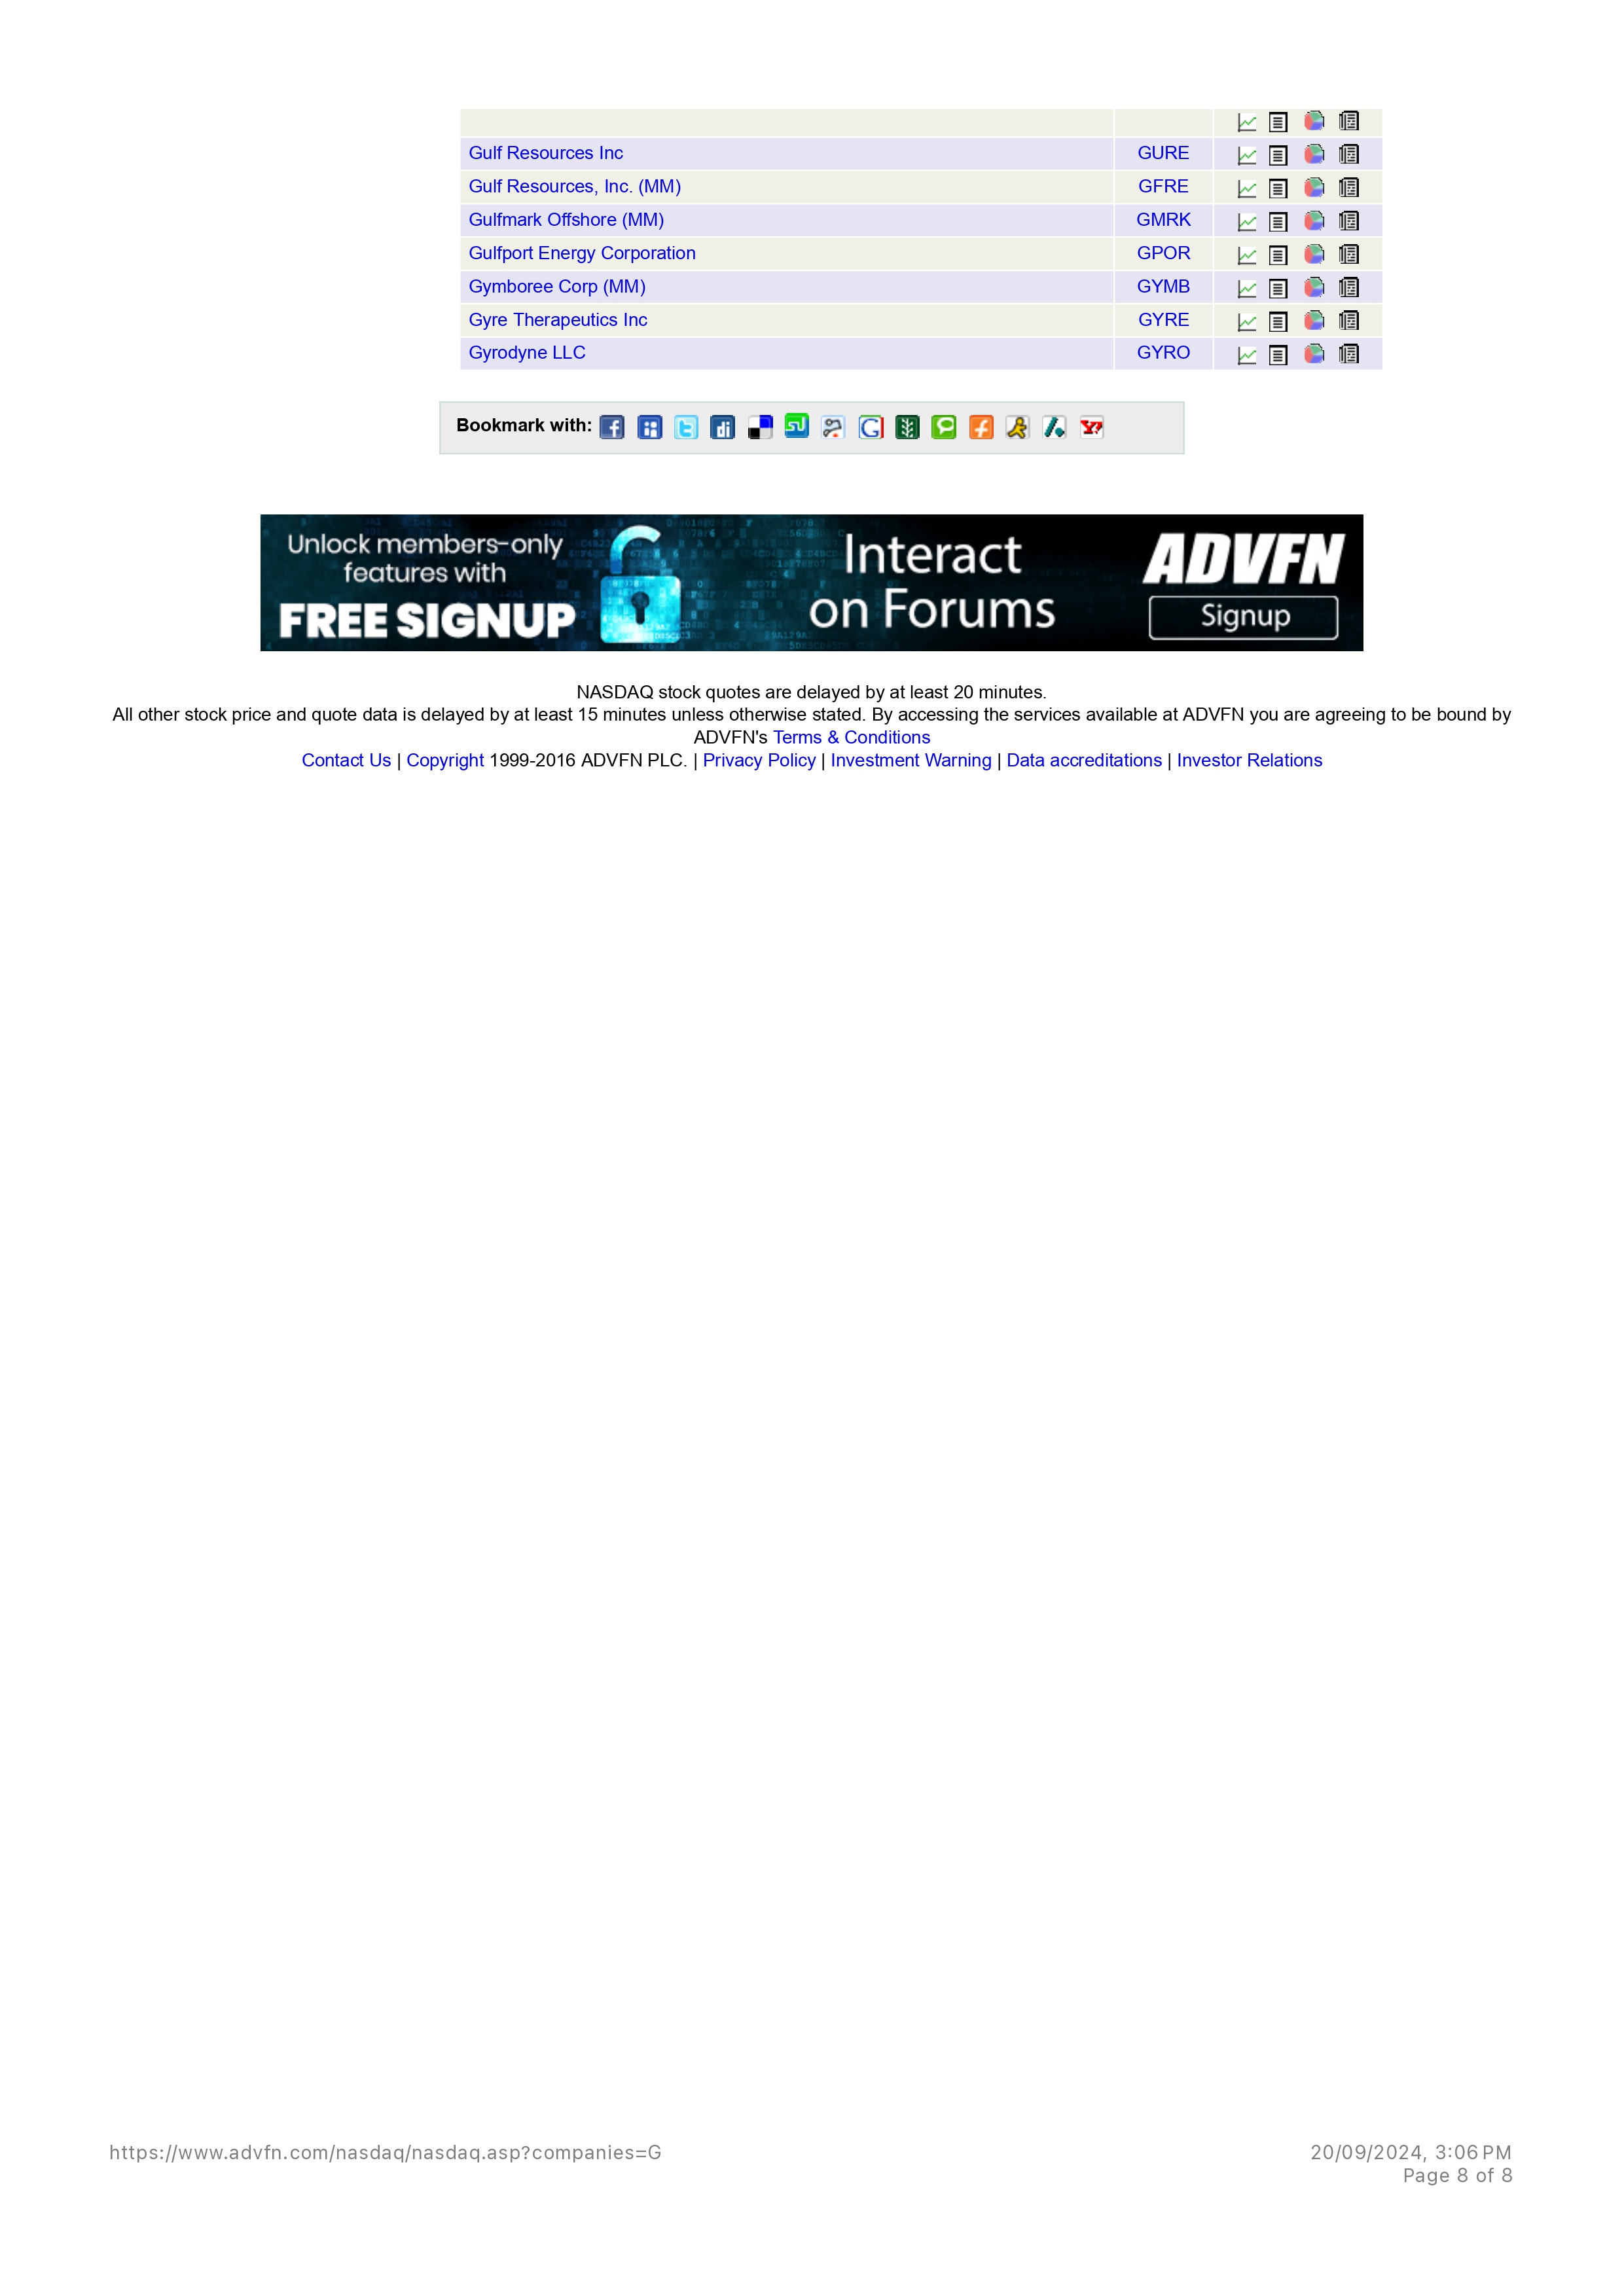 Gulf Resources Inc GURE
Gulf Resources, Inc. (MM) GFRE
Gulfmark Offshore (MM) GMRK
Gulfport Energy Corporation GPOR
Gymboree Corp (MM) GYMB
Gyre Therapeutics Inc GYRE
Gyrodyne LLC GYRO
Bookmark with:
Unlock members-only
features with
FREE SIGNUP
Interact
on Forums
ADVFN
Signup
NASDAQ stock quotes are delayed by at least 20 minutes.
All other stock price and quote data is delayed by at least 15 minutes unless otherwise stated. By accessing the services available at ADVFN you are agreeing to be bound by
ADVFN's Terms & Conditions
Contact Us | Copyright 1999-2016 ADVFN PLC. | Privacy Policy | Investment Warning | Data accreditations | Investor Relations
https://www.advfn.com/nasdaq/nasdaq.asp?companies=G
20/09/2024, 3:06 PM
Page 8 of 8